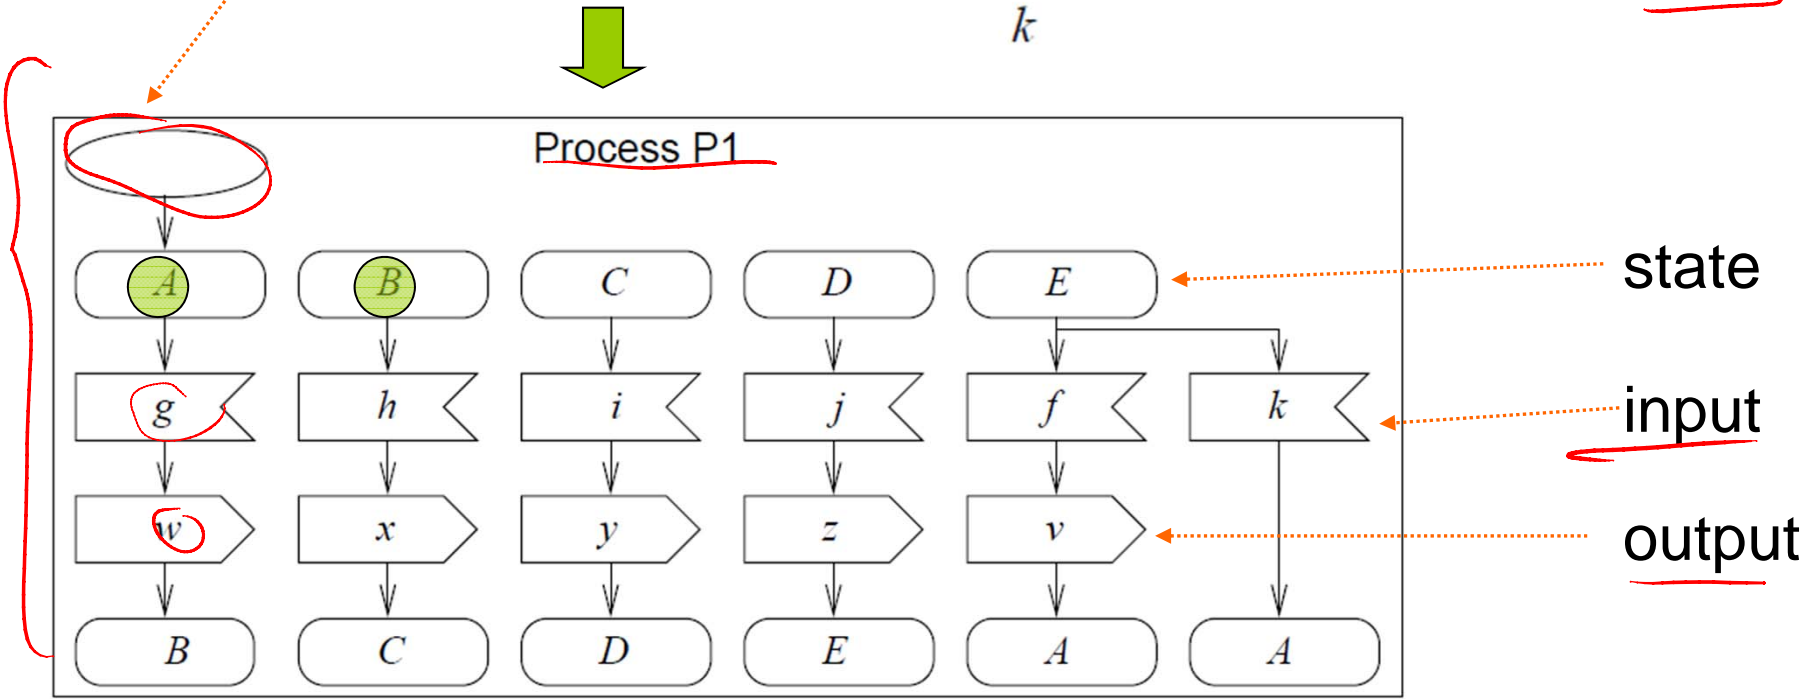 k
Process P1
A B C D E
state
g h i j f k
input
w x y z v
output
B C D E A A